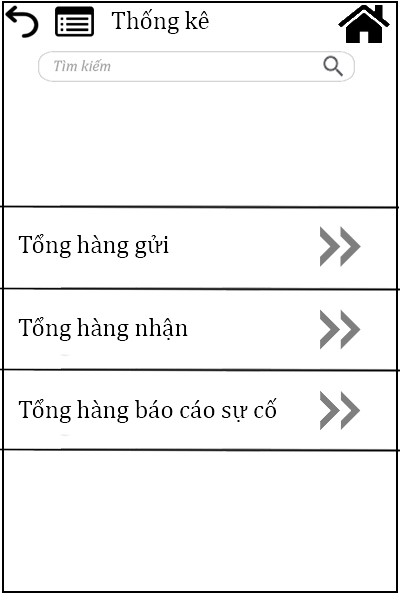 Thống kê
Tìm kiếm
Tổng hàng gửi
Tổng hàng nhận
Tổng hàng báo cáo sự cố